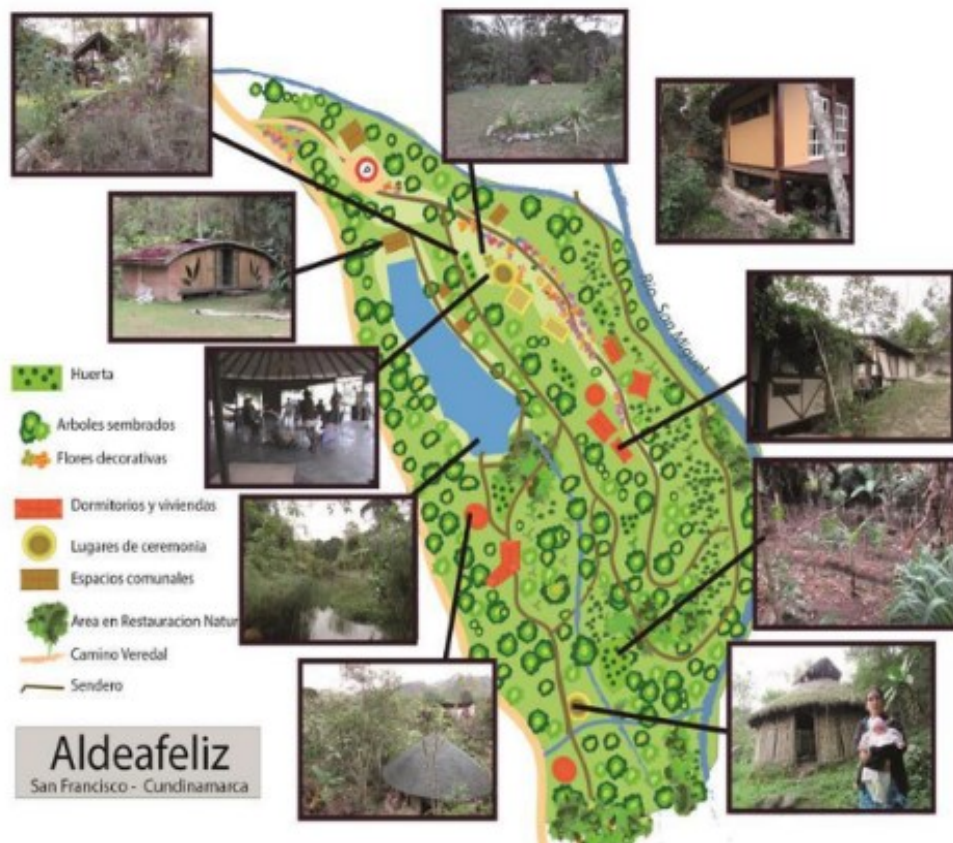 Rio San Miguel
Huerta
Arboles sembrados
Flores decorativas
Dormitorios y viviendas
Lugares de ceremonia
Espacios comunales
Area en Restauracion Natur
Camino Veredal
Sendero
Aldeafeliz
San Francisco - Cundinamarca